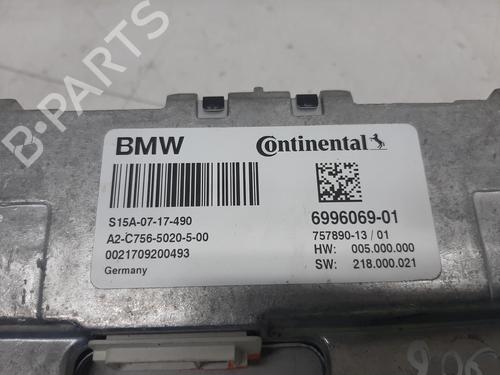 BMW
Continental
S15A-07-17-490
A2-C756-5020-5-00
0021709200493
Germany
6996069-01
757890-13 / 01
HW: 005.000.000
SW: 218.000.021